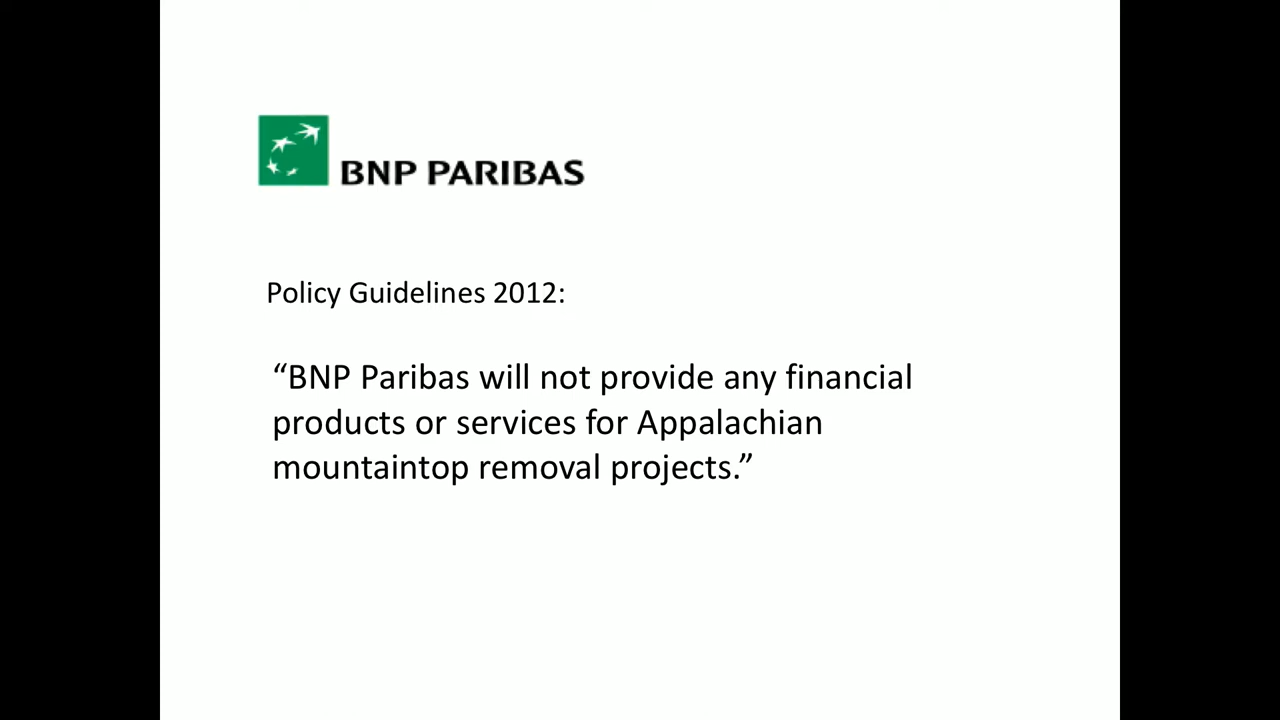 BNP PARIBAS
Policy Guidelines 2012:
“BNP Paribas will not provide any financial
products or services for Appalachian
mountaintop removal projects.”